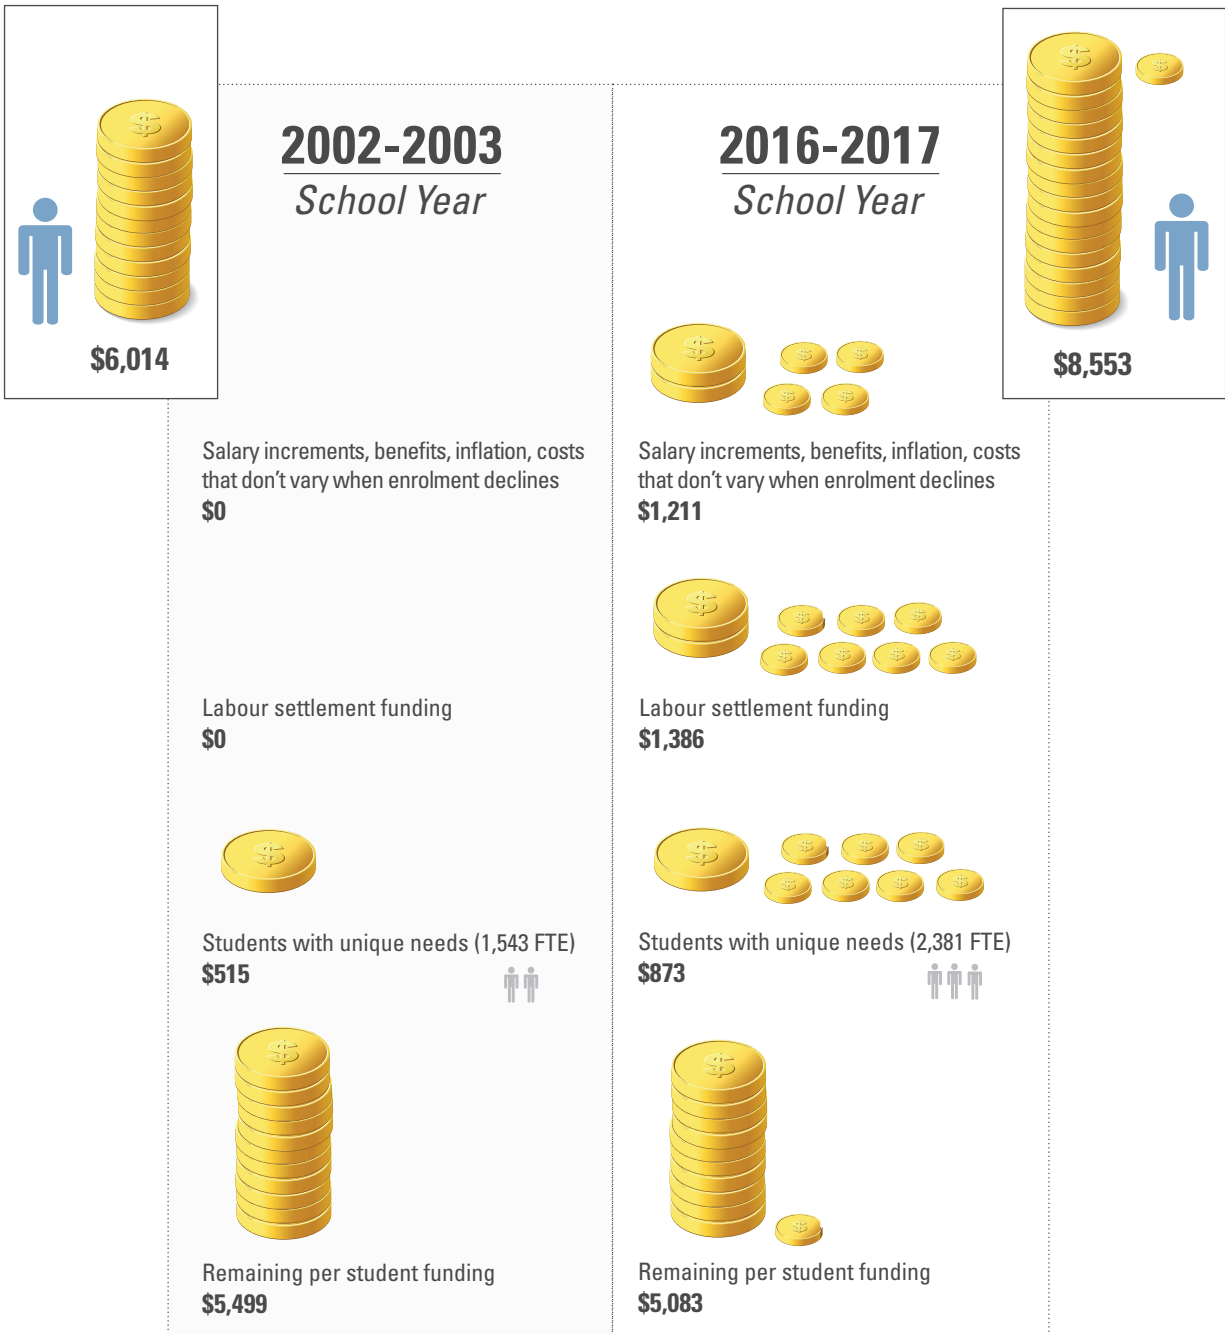 $6,014
2002-2003
School Year
Salary increments, benefits, inflation, costs
that don't vary when enrolment declines
$0
Labour settlement funding
$0
Students with unique needs (1,543 FTE)
$515
Remaining per student funding
$5,499
2016-2017
School Year
$8,553
Salary increments, benefits, inflation, costs
that don't vary when enrolment declines
$1,211
Labour settlement funding
$1,386
Students with unique needs (2,381 FTE)
$873
Remaining per student funding
$5,083